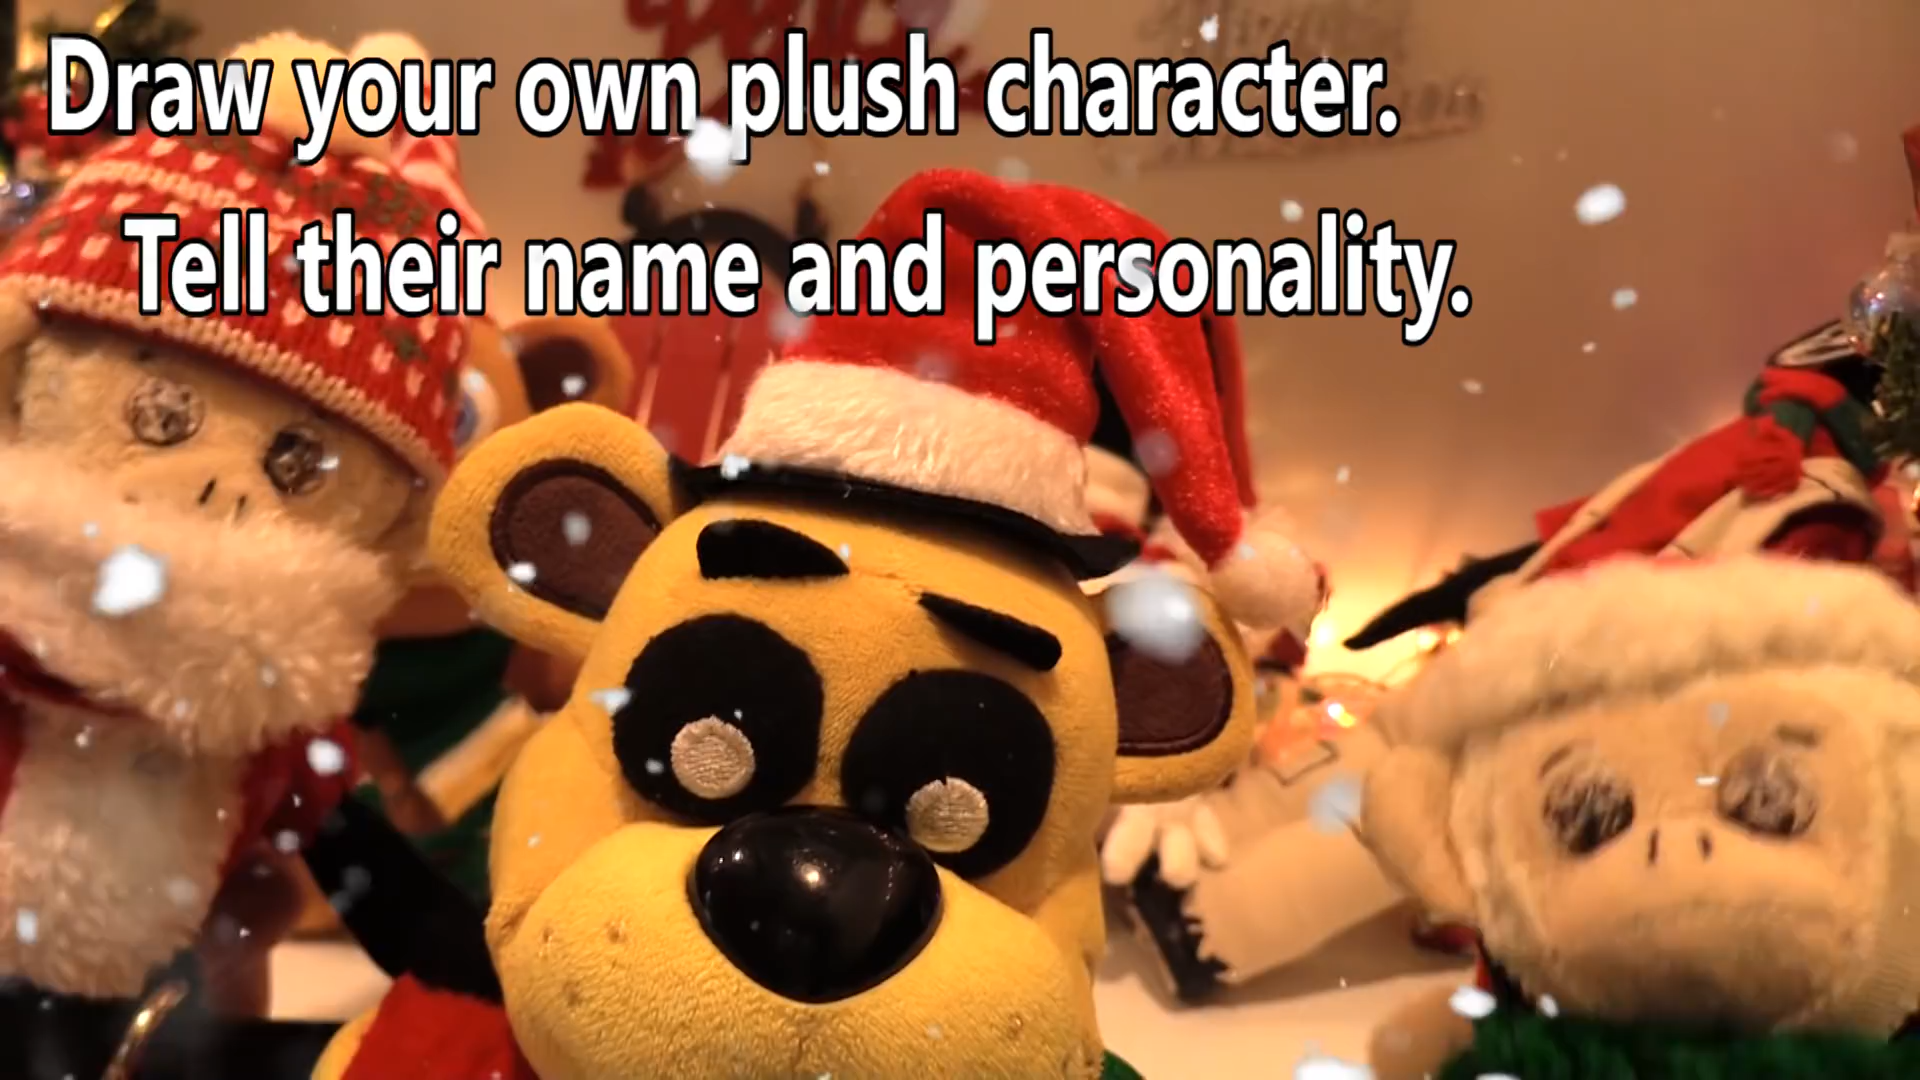 Draw your own plush character.
Tell their name and personality.